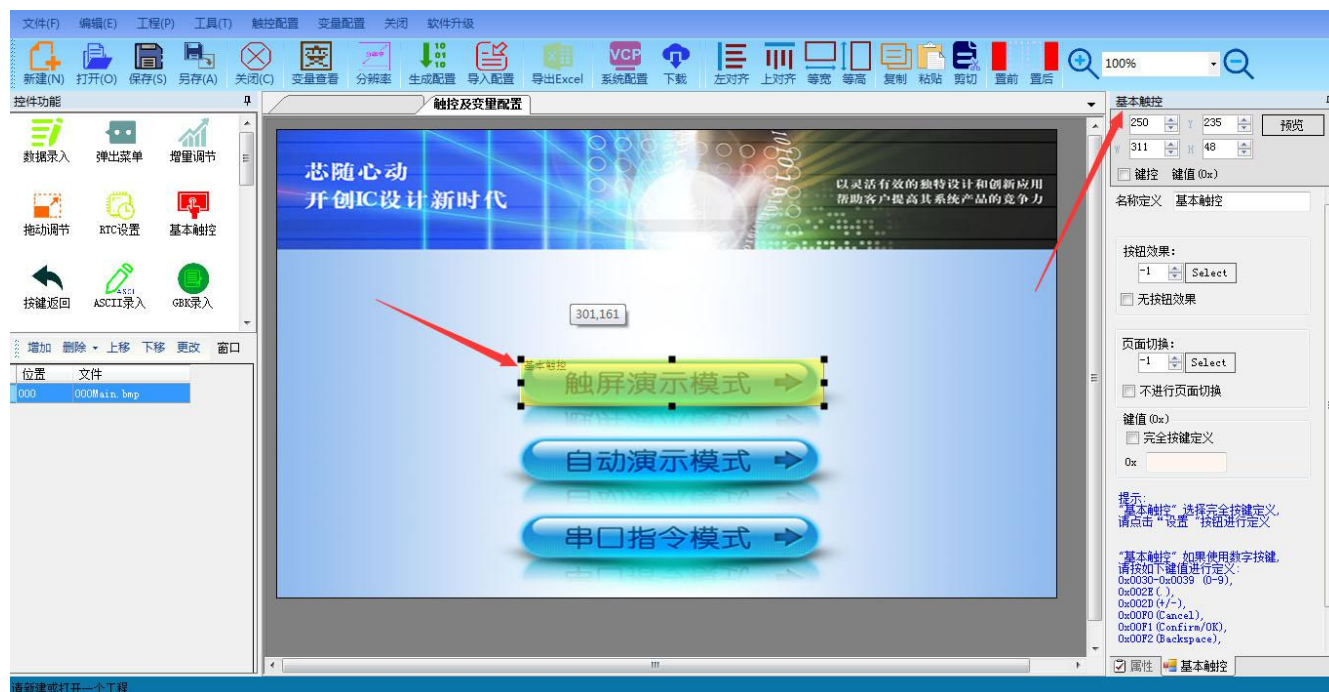 文件(F) 编辑(E) 工程(P) 工具(T) 触控配置 变量配置 关闭 软件升级
新建(N) 打开(O) 保存(S) 另存(A) 关闭(C) 变量查看 分辨率 生成配置 导入配置 导出Excel VCP 系统配置 下载 左对齐 上对齐 等宽 等高 复制 粘贴 剪切 置前 置后 100%
控件功能
数据录入 弹出菜单 增量调节
拖动调节 RTC设置 基本触控
按键返回 ASCII录入 GBK录入
增加 删除 上移 下移 更改 窗口
位置 文件
000 000Main.bmp
触控及变量配置
芯随心动
开创IC设计新时代
以灵活有效的独特设计和创新应用
帮助客户提高其系统产品的竞争力
301,161
基本触控
触屏演示模式
自动演示模式
串口指令模式
基本触控
250 Y 235 预览
W 311 H 48
键控 键值(0x)
名称定义 基本触控
按钮效果:
-1 Select
无按钮效果
页面切换:
-1 Select
不进行页面切换
键值(0x)
完全按键定义
0x
提示:
"基本触控" 选择完全按键定义,
请点击"设置 "按钮进行定义
"基本触控" 如果使用数字按键,
请按如下键值进行定义:
0x0030-0x0039 (0-9),
0x002E( ),
0x002D(+/-),
0x00F0(Cancel),
0x00F1(Confirm/OK),
0x00F2(Backspace),
属性 基本触控
请新建或打开一个工程